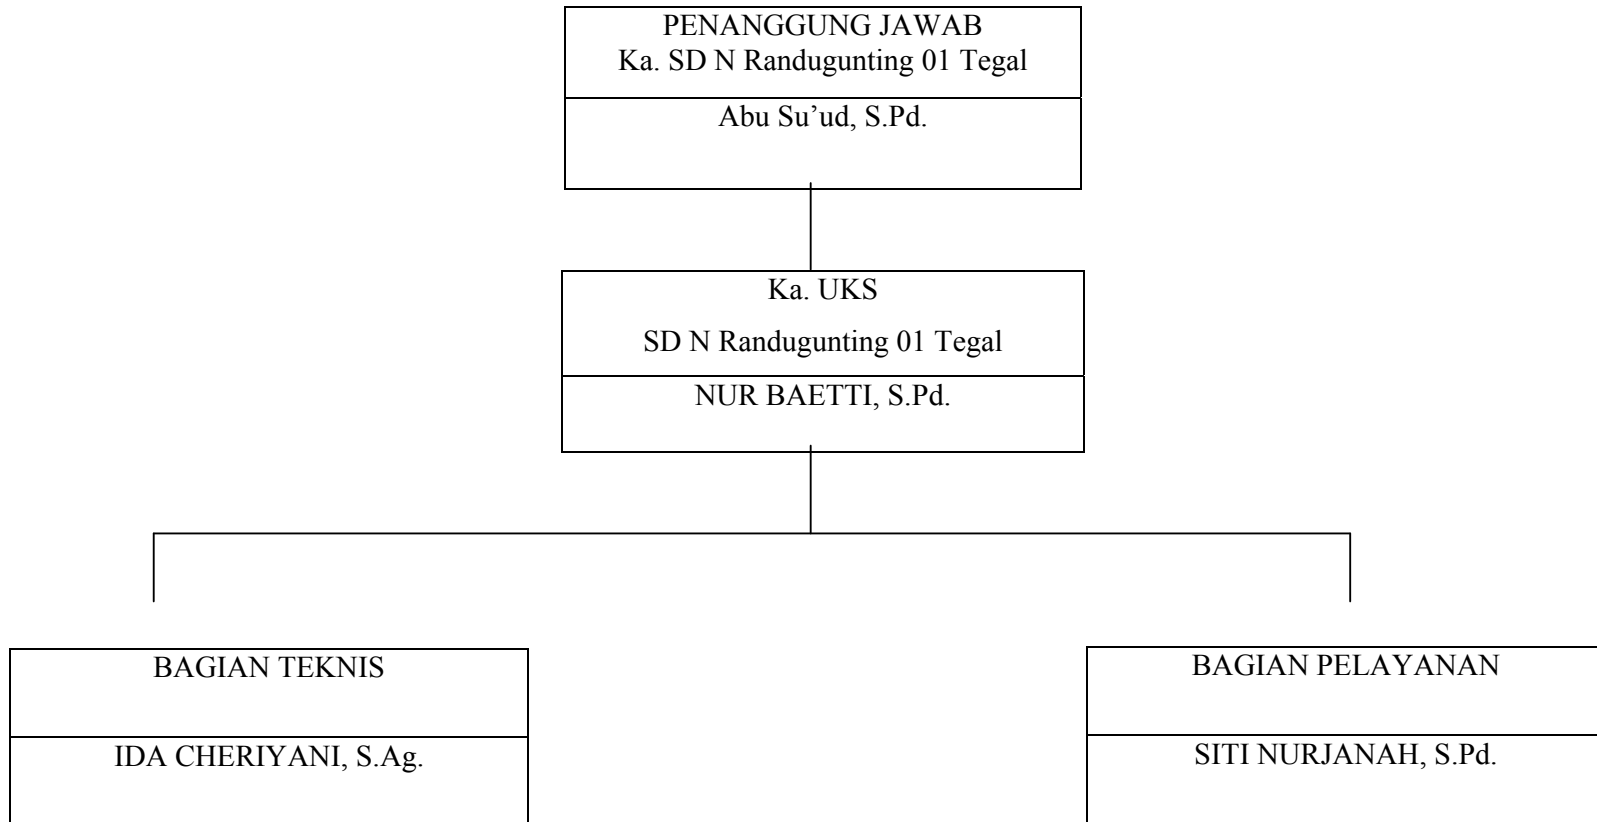 PENANGGUNG JAWAB
Ka. SD N Randugunting 01 Tegal
Abu Su’ud, S.Pd.
Ka. UKS
SD N Randugunting 01 Tegal
NUR BAETTI, S.Pd.
BAGIAN TEKNIS
IDA CHERIYANI, S.Ag.
BAGIAN PELAYANAN
SITI NURJANAH, S.Pd.